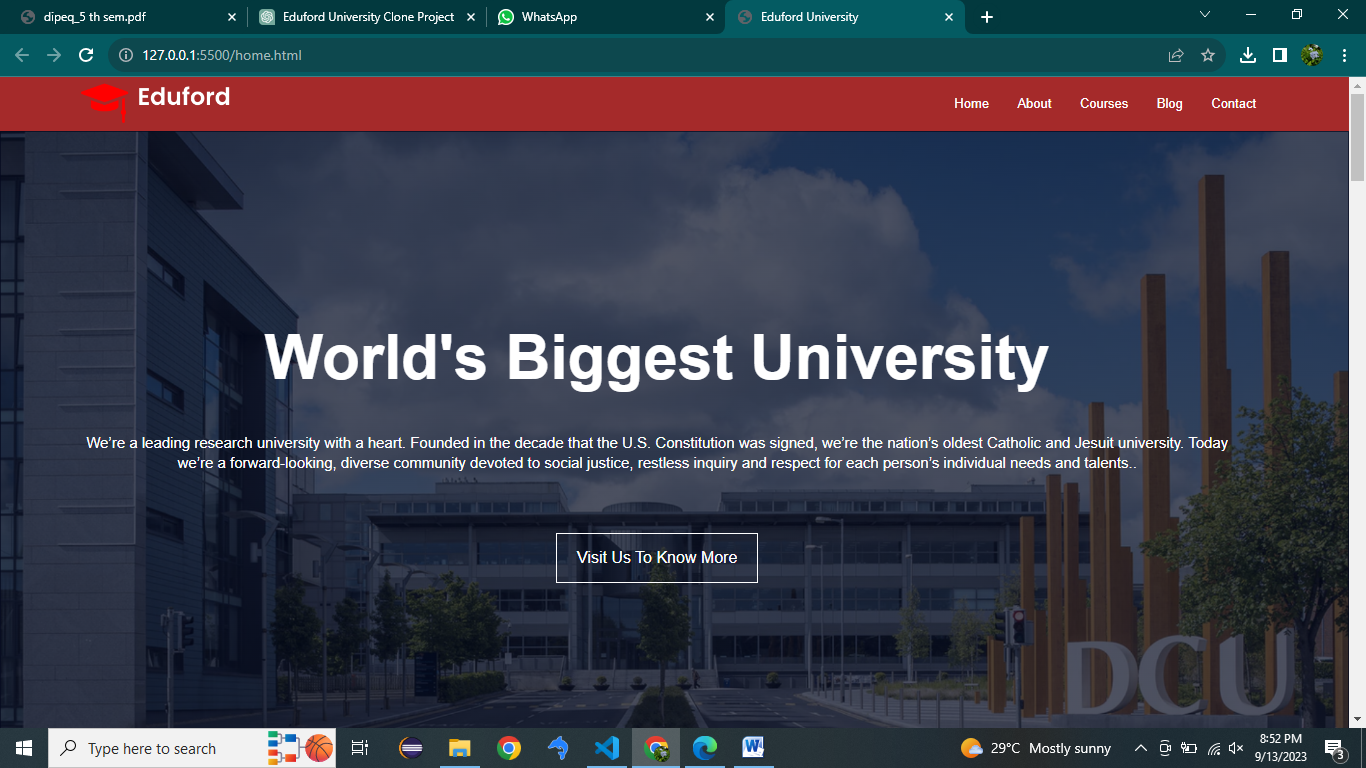 dipeq_5 th sem.pdf
Eduford University Clone Project
WhatsApp
Eduford University
127.0.0.1:5500/home.html
Eduford
Home
About
Courses
Blog
Contact
World's Biggest University
We’re a leading research university with a heart. Founded in the decade that the U.S. Constitution was signed, we’re the nation’s oldest Catholic and Jesuit university. Today
we’re a forward-looking, diverse community devoted to social justice, restless inquiry and respect for each person’s individual needs and talents..
Visit Us To Know More
DCU
Type here to search
29°C Mostly sunny
8:52 PM
9/13/2023
3